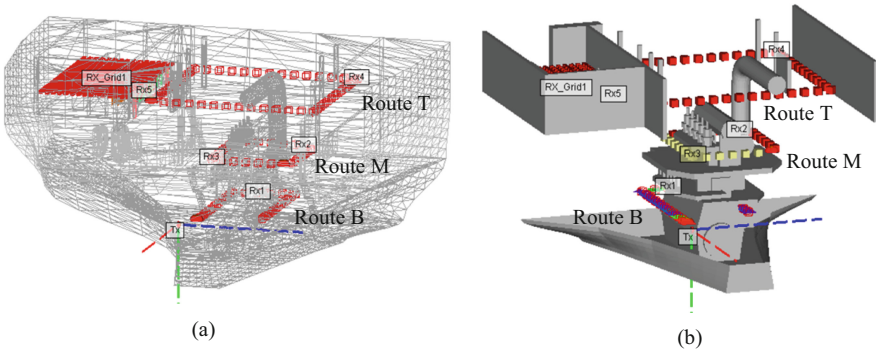 RX_Grid1
Rx5
Rx4
Route T
Rx3
Rx2
Route M
Rx1
Route B
Tx
(a)
Rx4
RX_Grid1
Rx5
Route T
Rx2
Rx3
Route M
Rx1
Route B
Tx
(b)